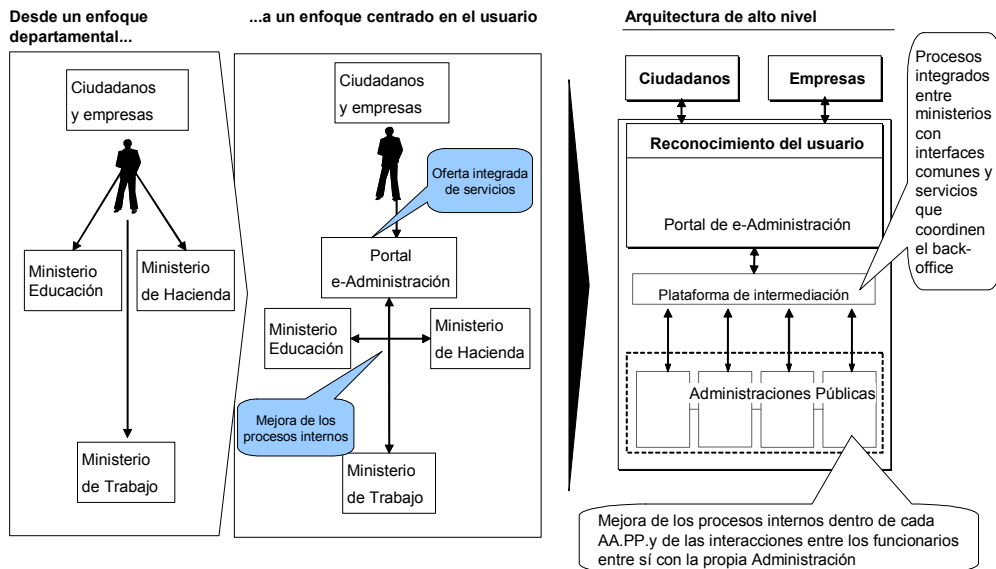 Desde un enfoque
departamental...
Ciudadanos
y empresas
Ministerio
Educación
Ministerio
de Hacienda
Ministerio
de Trabajo
...a un enfoque centrado en el usuario
Ciudadanos
y empresas
Oferta integrada
de servicios
Portal
e-Administración
Ministerio
Educación
Ministerio
de Hacienda
Mejora de los
procesos internos
Ministerio
de Trabajo
Arquitectura de alto nivel
Ciudadanos
Empresas
Reconocimiento del usuario
Portal de e-Administración
Plataforma de intermediación
Administraciones Públicas
Procesos
integrados
entre
ministerios
con
interfaces
comunes y
servicios
que
coordinen
el back-
office
Mejora de los procesos internos dentro de cada
AA.PP.y de las interacciones entre los funcionarios
entre sí con la propia Administración